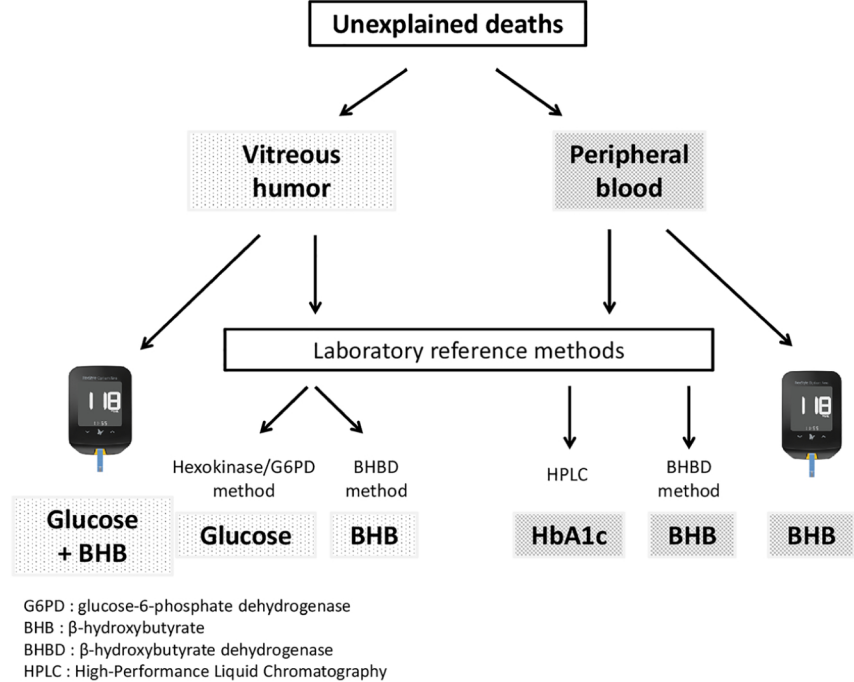 Unexplained deaths
Vitreous
humor
Peripheral
blood
Laboratory reference methods
118
118
Hexokinase/G6PD
method
BHBD
method
HPLC
BHBD
method
Glucose
+ BHB
Glucose
BHB
HbA1c
BHB
BHB
G6PD : glucose-6-phosphate dehydrogenase
BHB : β-hydroxybutyrate
BHBD : β-hydroxybutyrate dehydrogenase
HPLC : High-Performance Liquid Chromatography